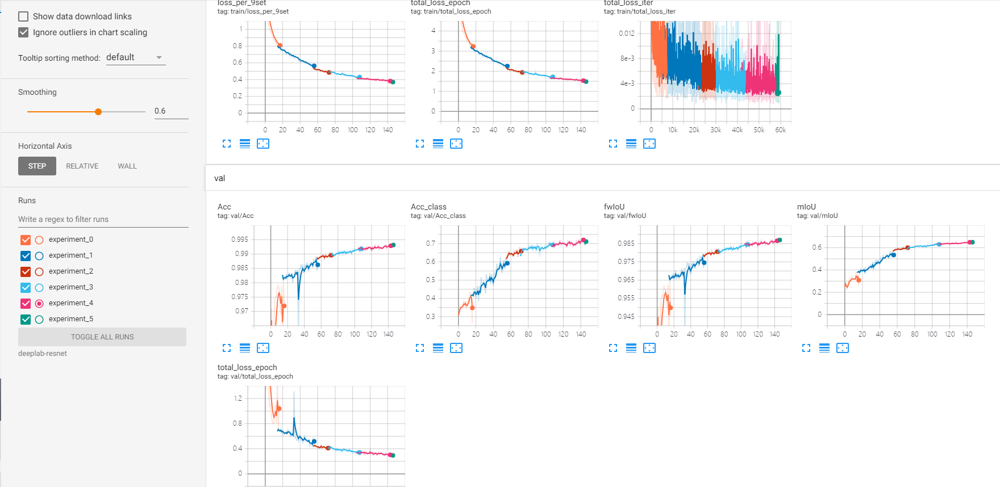 Show data download links
Ignore outliers in chart scaling
Tooltip sorting method: default
Smoothing
0.6
Horizontal Axis
STEP RELATIVE WALL
Runs
Write a regex to filter runs
experiment_0
experiment_1
experiment_2
experiment_3
experiment_4
experiment_5
TOGGLE ALL RUNS
deeplab-resnet
loss_per_9set
tag: train/loss_per_9set
1
0.8
0.6
0.4
0.2
0
0 20 40 60 80 100 120 140
total_loss_epoch
tag: train/total_loss_epoch
4
3
2
1
0
0 20 40 60 80 100 120 140
total_loss_iter
tag: train/total_loss_iter
0.012
8e-3
4e-3
0
0 10k 20k 30k 40k 50k 60k
val
Acc
tag: val/Acc
0.995
0.99
0.985
0.98
0.975
0.97
0 20 40 60 80 100 120 140
Acc_class
tag: val/Acc_class
0.7
0.6
0.5
0.4
0.3
0 20 40 60 80 100 120 140
fwIoU
tag: val/fwIoU
0.985
0.975
0.965
0.955
0.945
0 20 40 60 80 100 120 140
mIoU
tag: val/mIoU
0.6
0.4
0.2
0
0 20 40 60 80 100 120 140
total_loss_epoch
tag: val/total_loss_epoch
1.2
0.8
0.4
0